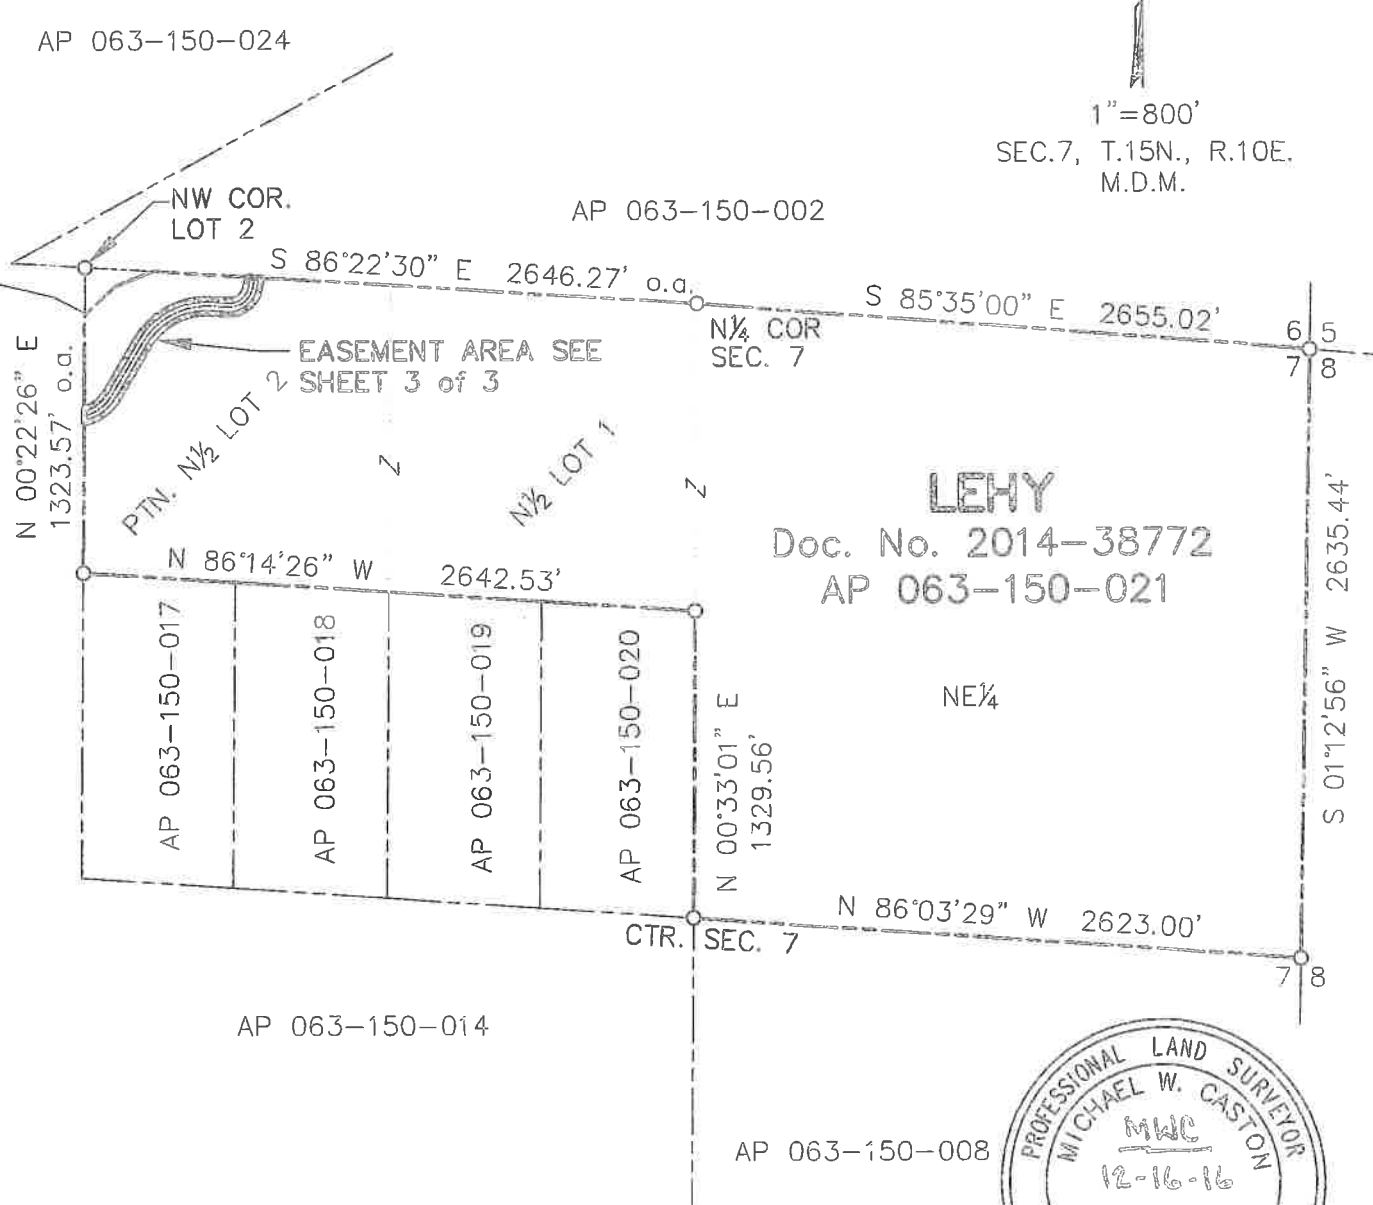 AP 063-150-024
1"=800'
SEC.7, T.15N., R.10E.
M.D.M.
NW COR.
LOT 2
AP 063-150-002
S 86°22'30" E 2646.27' o.a.
S 85°35'00" E 2655.02'
6 5
7 8
N¼ COR
SEC. 7
EASEMENT AREA SEE
SHEET 3 of 3
N 00°22'26" E
1323.57' o.a.
PTN. N½ LOT 2
N½ LOT 1
Z
Z
LEHY
Doc. No. 2014-38772
AP 063-150-021
S 01°12'56" W 2635.44'
N 86°14'26" W 2642.53'
AP 063-150-017
AP 063-150-018
AP 063-150-019
AP 063-150-020
N 00°33'01" E
1329.56'
NE¼
N 86°03'29" W 2623.00'
CTR. SEC. 7
7 8
AP 063-150-014
AP 063-150-008
PROFESSIONAL LAND SURVEYOR
MICHAEL W. CASTON
MWC
12-16-16